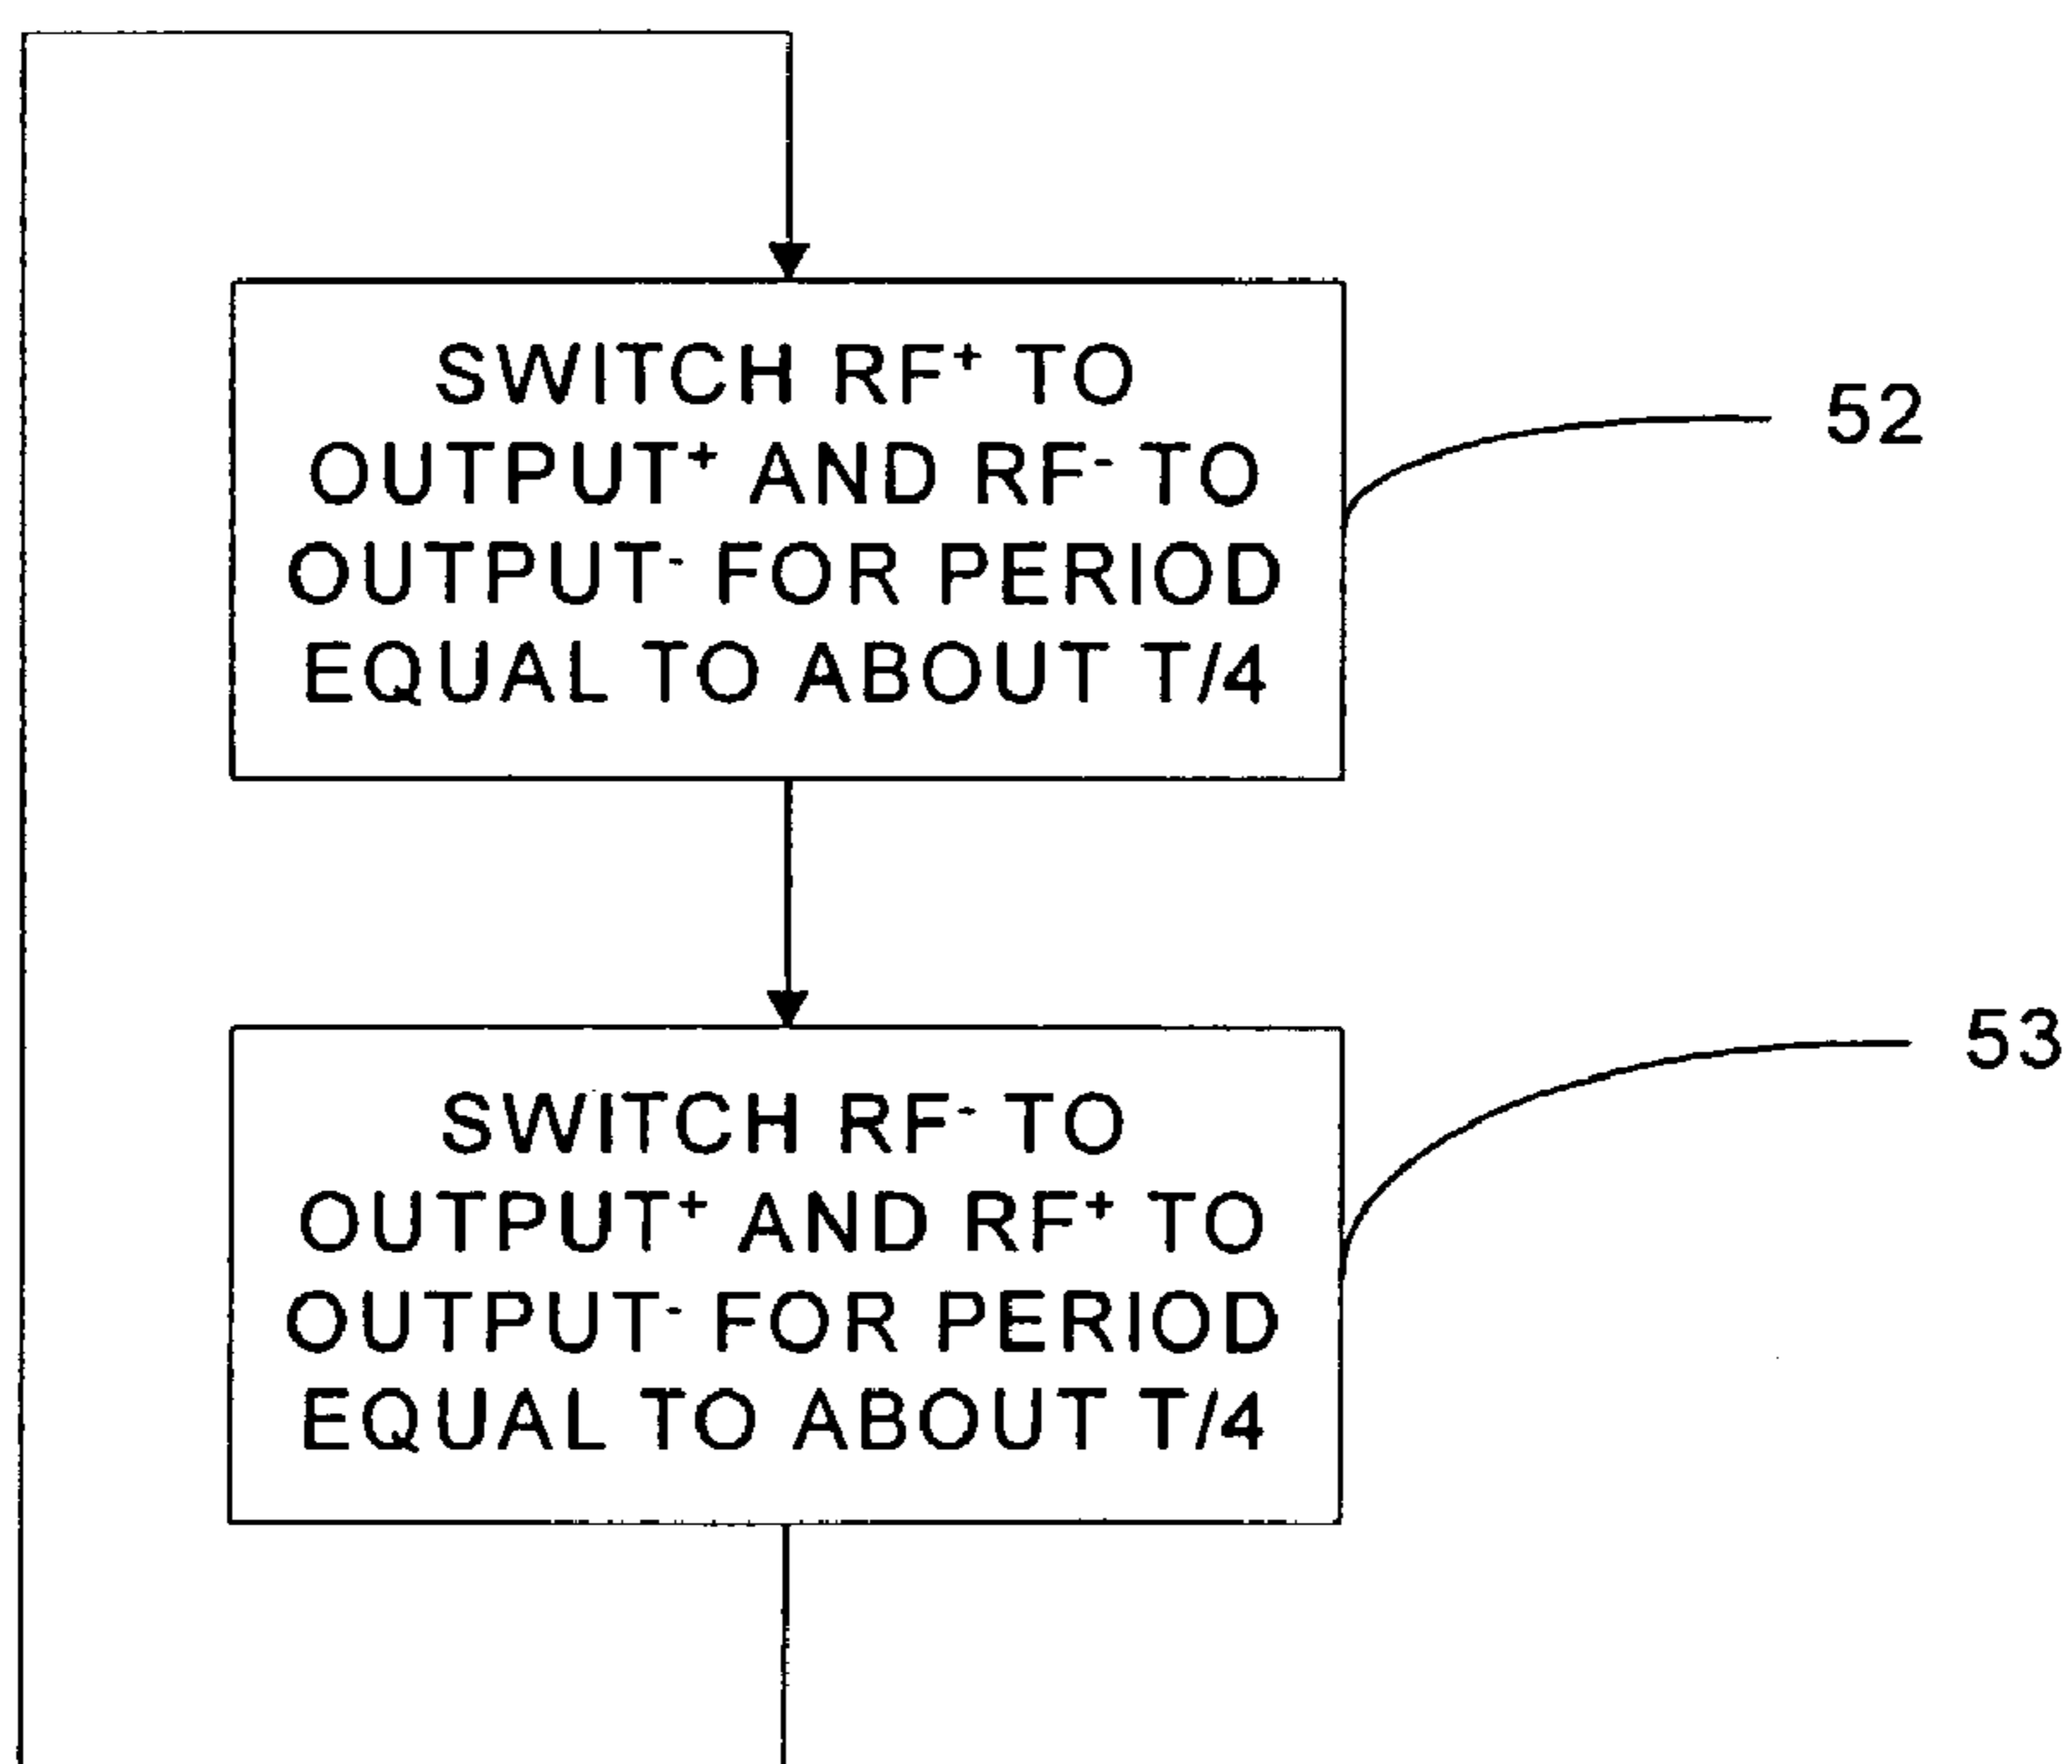 SWITCH RF⁺ TO
OUTPUT⁺ AND RF⁻ TO
OUTPUT⁻ FOR PERIOD
EQUAL TO ABOUT T/4
52
SWITCH RF⁻ TO
OUTPUT⁺ AND RF⁺ TO
OUTPUT⁻ FOR PERIOD
EQUAL TO ABOUT T/4
53